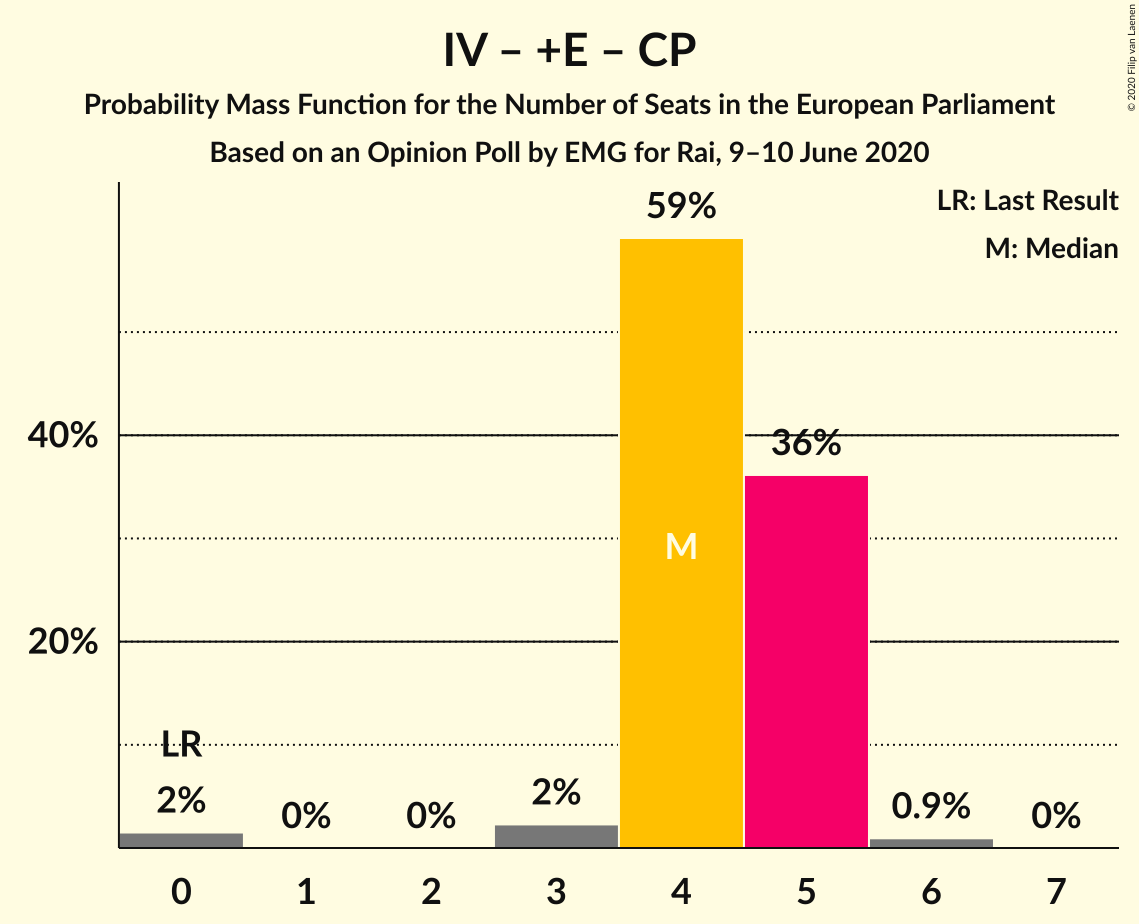 IV – +E – CP
Probability Mass Function for the Number of Seats in the European Parliament
Based on an Opinion Poll by EMG for Rai, 9–10 June 2020
© 2020 Filip van Laenen
LR: Last Result
M: Median
59%
40%
36%
M
20%
LR
2%
0%
0%
2%
0.9%
0%
0 1 2 3 4 5 6 7